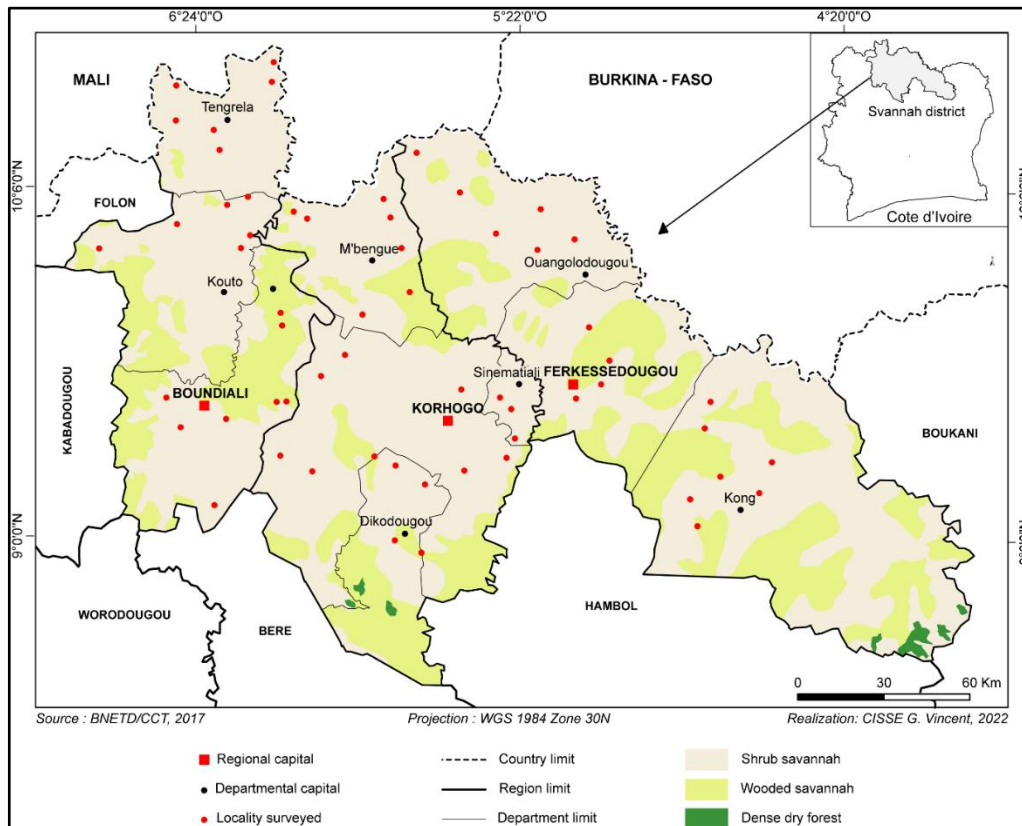 6°24'0"O
5°22'0"O
4°20'0"O
MALI
BURKINA - FASO
Tengrela
Svannah district
10°6'0"N
FOLON
Cote d'Ivoire
M'bengue
Ouangolodougou
Kouto
KABADOUGOU
BOUNDIALI
Sinematiali
FERKESSEDOUGOU
KORHOGO
BOUKANI
Kong
Dikodougou
9°0'0"N
WORODOUGOU
BERE
HAMBOL
0 30 60 Km
Source : BNETD/CCT, 2017
Projection : WGS 1984 Zone 30N
Realization: CISSE G. Vincent, 2022
Regional capital
Country limit
Shrub savannah
Departmental capital
Region limit
Wooded savannah
Locality surveyed
Department limit
Dense dry forest